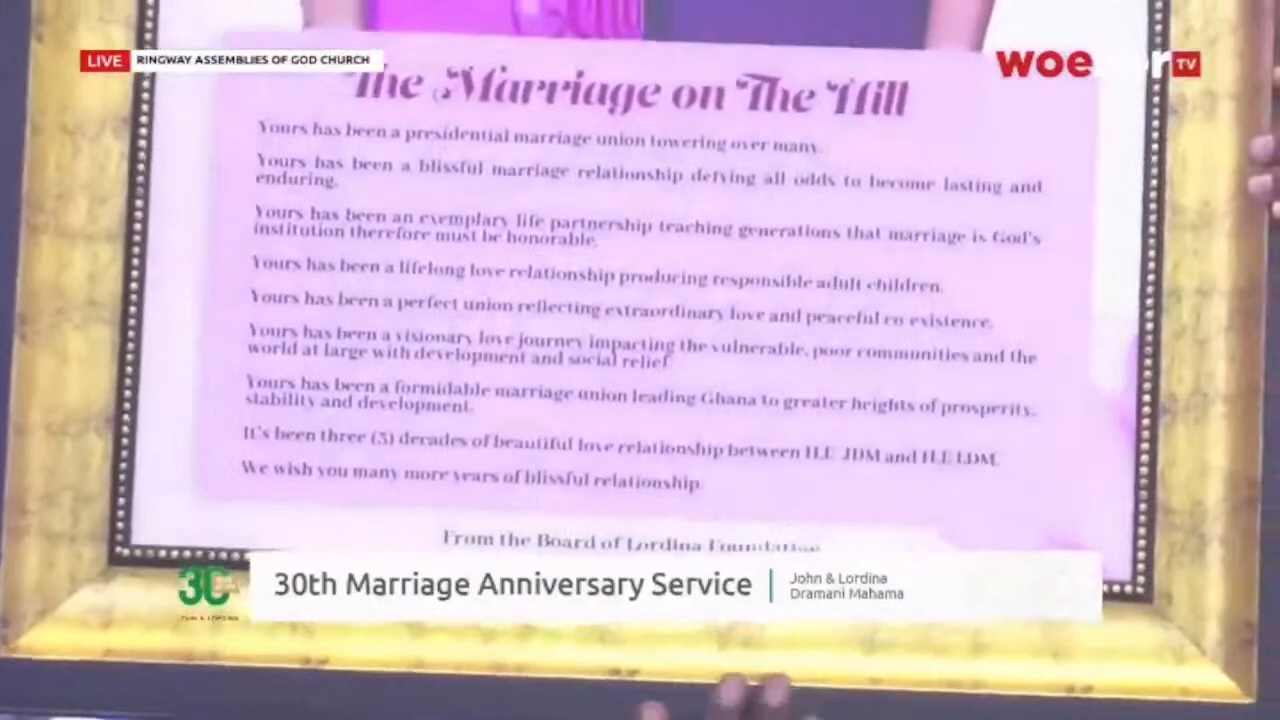 LIVE RINGWAY ASSEMBLIES OF GOD CHURCH
woe TV
The Marriage on The Hill
Yours has been a presidential marriage union towering over many.
Yours has been a blissful marriage relationship defying all odds to become lasting and
enduring.
Yours has been an exemplary life partnership teaching generations that marriage is God's
institution therefore must be honorable.
Yours has been a lifelong love relationship producing responsible adult children.
Yours has been a perfect union reflecting extraordinary love and peaceful co existence.
Yours has been a visionary love journey impacting the vulnerable, poor communities and the
world at large with development and social relief.
Yours has been a formidable marriage union leading Ghana to greater heights of prosperity,
stability and development.
It's been three (3) decades of beautiful love relationship between H.E JDM and H.E LDM.
We wish you many more years of blissful relationship.
From the Board of Lordina Foundation
30
30th Marriage Anniversary Service
John & Lordina
Dramani Mahama